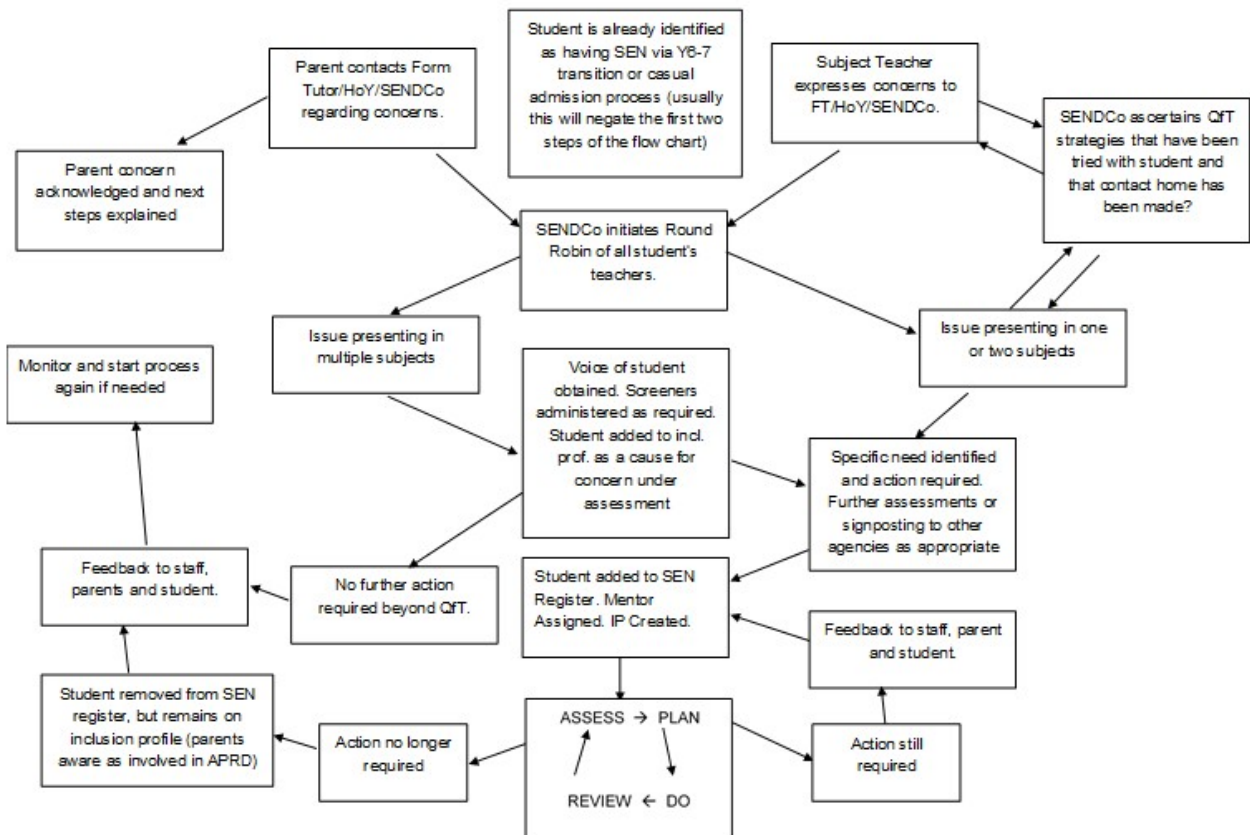 Parent contacts Form
Tutor/HoY/SENDCo
regarding concerns.
Student is already identified
as having SEN via Y6-7
transition or casual
admission process (usually
this will negate the first two
steps of the flow chart)
Subject Teacher
expresses concerns to
FT/HoY/SENDCo.
SENDCo ascertains QfT
strategies that have been
tried with student and
that contact home has
been made?
Parent concern
acknowledged and next
steps explained
SENDCo initiates Round
Robin of all student's
teachers.
Issue presenting in
multiple subjects
Issue presenting in one
or two subjects
Monitor and start process
again if needed
Voice of student
obtained. Screeners
administered as required.
Student added to incl.
prof. as a cause for
concern under
assessment
Specific need identified
and action required.
Further assessments or
signposting to other
agencies as appropriate
Feedback to staff,
parents and student.
No further action
required beyond QfT.
Student added to SEN
Register. Mentor
Assigned. IP Created.
Feedback to staff, parent
and student.
Student removed from SEN
register, but remains on
inclusion profile (parents
aware as involved in APRD)
Action no longer
required
ASSESS → PLAN
REVIEW ← DO
Action still
required